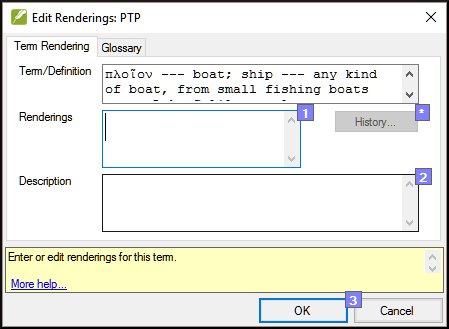 Edit Renderings: PTP
Term Rendering
Glossary
Term/Definition
πλοῖον --- boat; ship --- any kind
of boat, from small fishing boats
Renderings
1
History...
*
Description
2
Enter or edit renderings for this term.
More help...
3
OK
Cancel